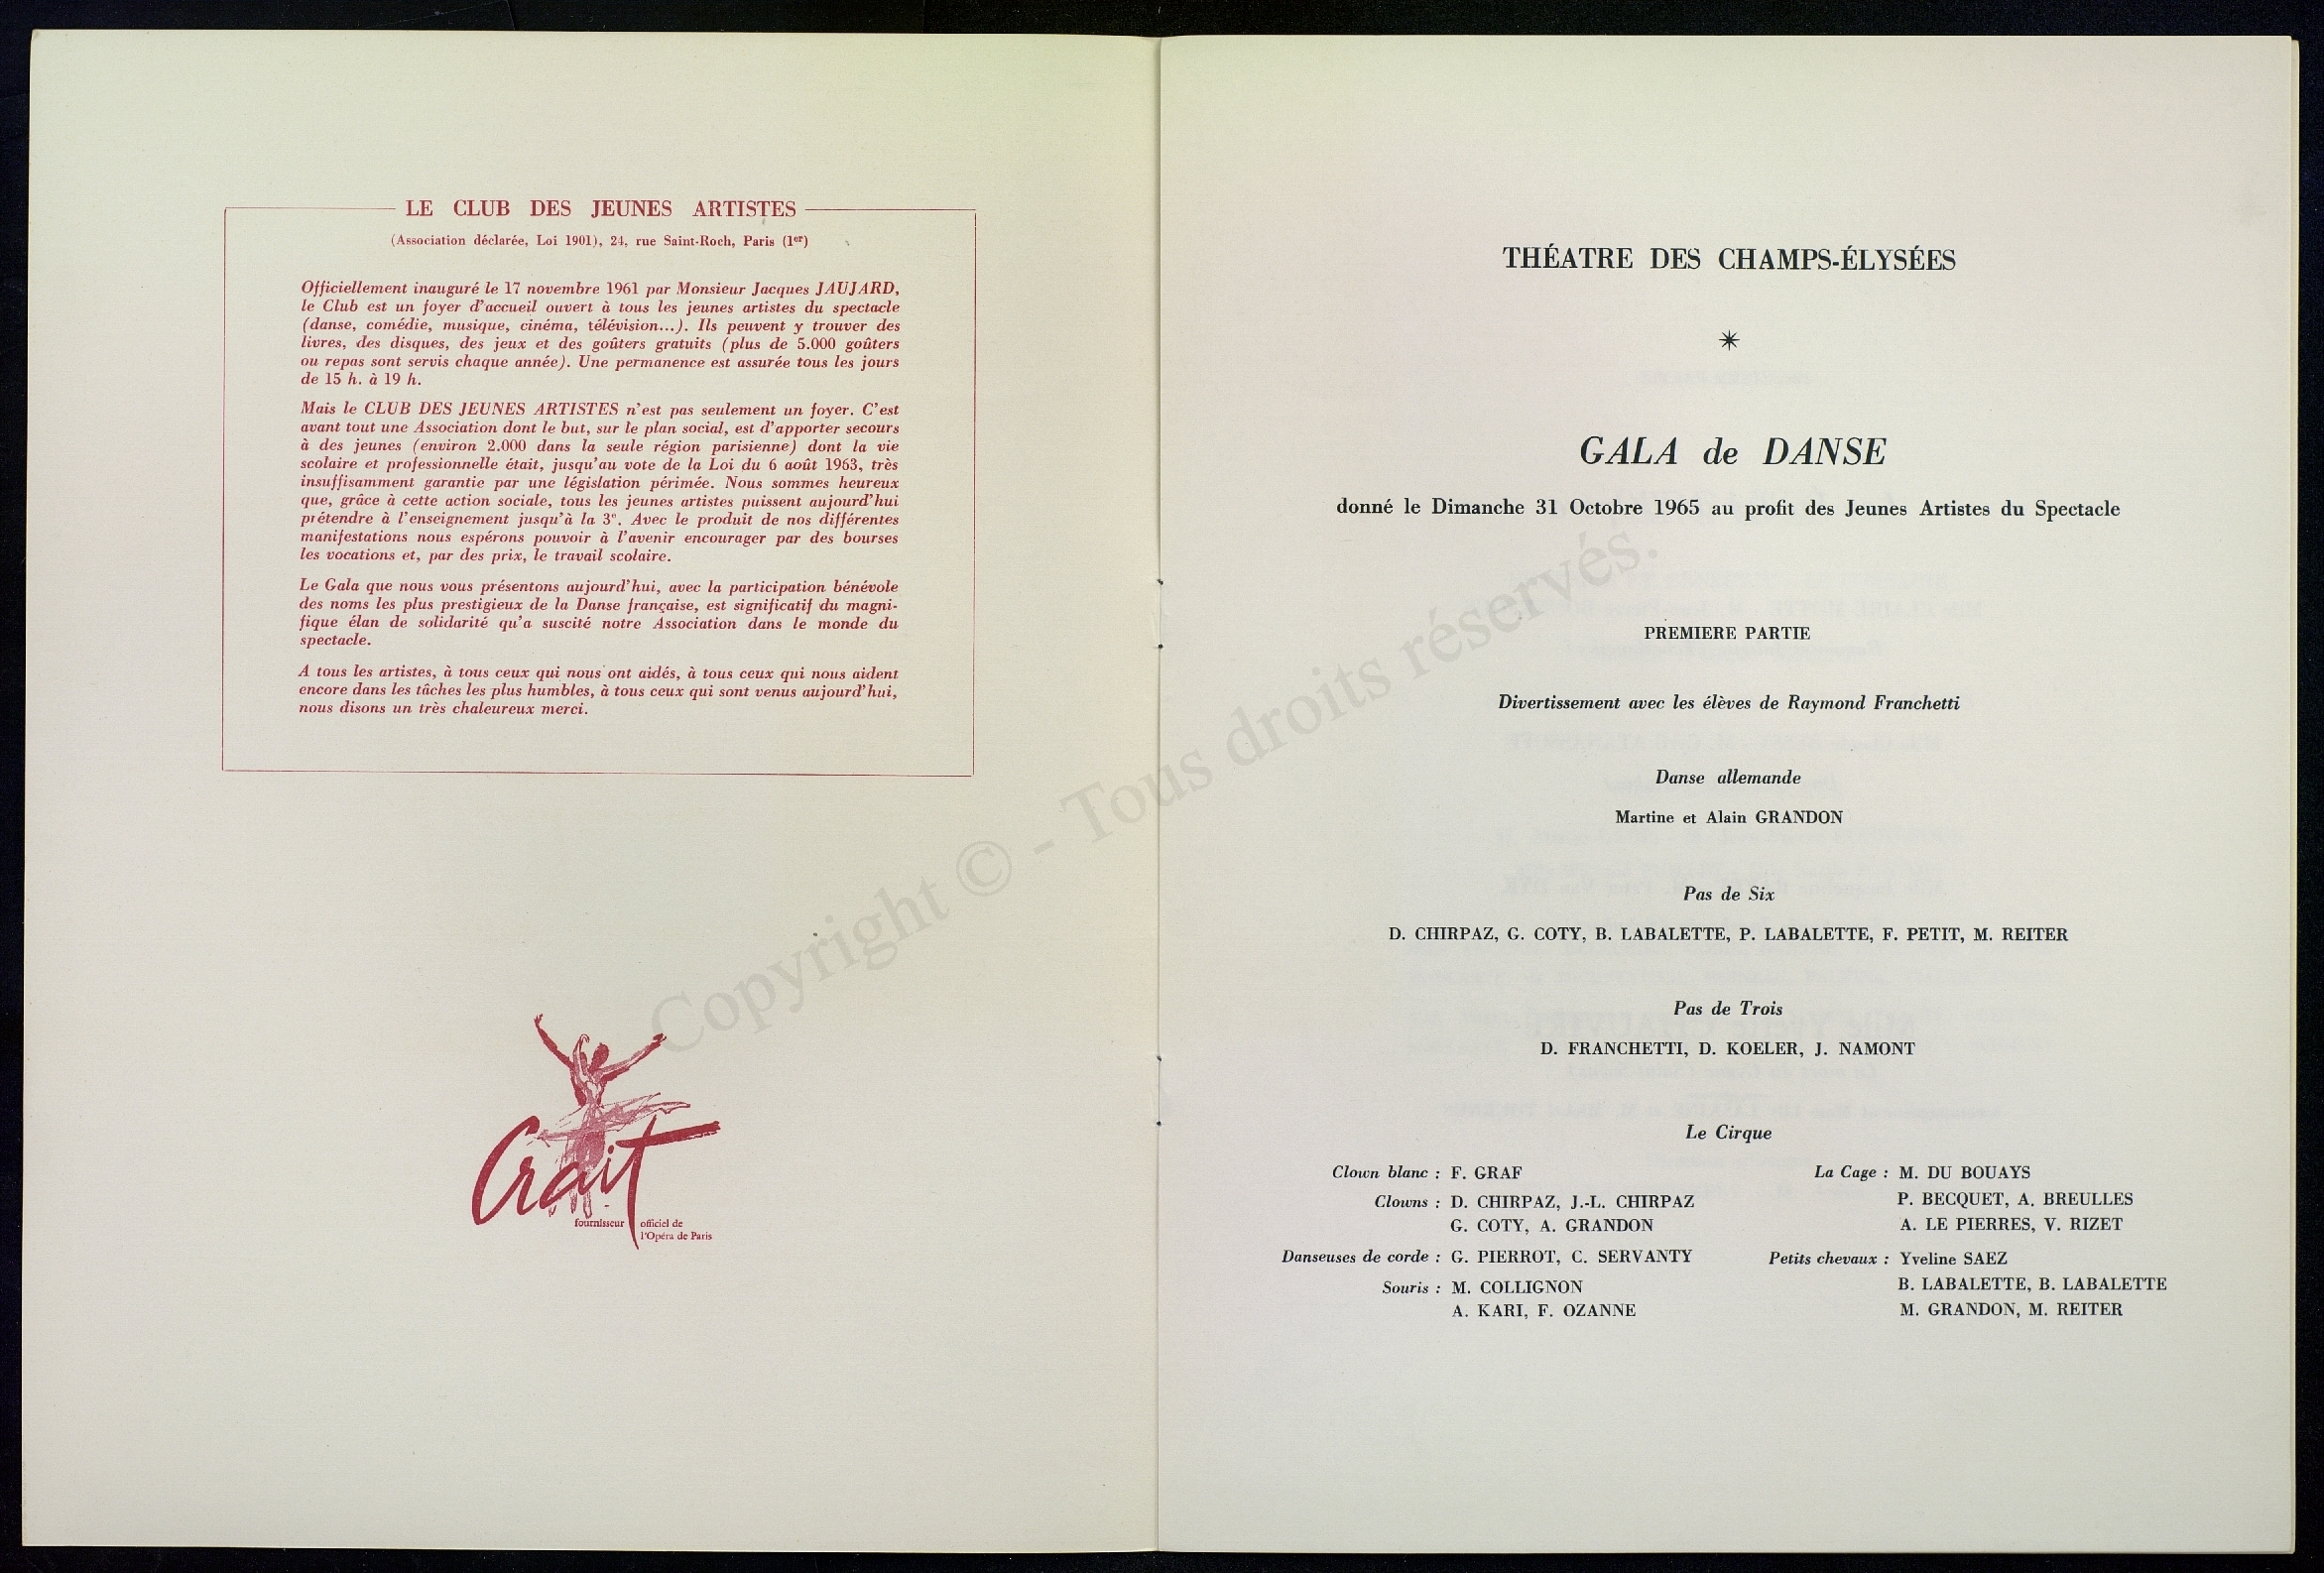 LE CLUB DES JEUNES ARTISTES
(Association déclarée, Loi 1901), 24, rue Saint-Roch, Paris (1er)
Officiellement inauguré le 17 novembre 1961 par Monsieur Jacques JAUJARD,
le Club est un foyer d'accueil ouvert à tous les jeunes artistes du spectacle
(danse, comédie, musique, cinéma, télévision...). Ils peuvent y trouver des
livres, des disques, des jeux et des goûters gratuits (plus de 5.000 goûters
ou repas sont servis chaque année). Une permanence est assurée tous les jours
de 15 h. à 19 h.
Mais le CLUB DES JEUNES ARTISTES n'est pas seulement un foyer. C'est
avant tout une Association dont le but, sur le plan social, est d'apporter secours
à des jeunes (environ 2.000 dans la seule région parisienne) dont la vie
scolaire et professionnelle était, jusqu'au vote de la Loi du 6 août 1963, très
insuffisamment garantie par une législation périmée. Nous sommes heureux
que, grâce à cette action sociale, tous les jeunes artistes puissent aujourd'hui
prétendre à l'enseignement jusqu'à la 3e. Avec le produit de nos différentes
manifestations nous espérons pouvoir à l'avenir encourager par des bourses
les vocations et, par des prix, le travail scolaire.
Le Gala que nous vous présentons aujourd'hui, avec la participation bénévole
des noms les plus prestigieux de la Danse française, est significatif du magni-
fique élan de solidarité qu'a suscité notre Association dans le monde du
spectacle.
A tous les artistes, à tous ceux qui nous ont aidés, à tous ceux qui nous aident
encore dans les tâches les plus humbles, à tous ceux qui sont venus aujourd'hui,
nous disons un très chaleureux merci.
Crait
fournisseur officiel de
l'Opéra de Paris
THÉATRE DES CHAMPS-ÉLYSÉES
GALA de DANSE
donné le Dimanche 31 Octobre 1965 au profit des Jeunes Artistes du Spectacle
PREMIERE PARTIE
Divertissement avec les élèves de Raymond Franchetti
Danse allemande
Martine et Alain GRANDON
Pas de Six
D. CHIRPAZ, G. COTY, B. LABALETTE, P. LABALETTE, F. PETIT, M. REITER
Pas de Trois
D. FRANCHETTI, D. KOELER, J. NAMONT
Le Cirque
Clown blanc : F. GRAF
Clowns : D. CHIRPAZ, J.-L. CHIRPAZ
G. COTY, A. GRANDON
Danseuses de corde : G. PIERROT, C. SERVANTY
Souris : M. COLLIGNON
A. KARI, F. OZANNE
La Cage : M. DU BOUAYS
P. BECQUET, A. BREULLES
A. LE PIERRES, V. RIZET
Petits chevaux : Yveline SAEZ
B. LABALETTE, B. LABALETTE
M. GRANDON, M. REITER
Copyright © - Tous droits réservés.